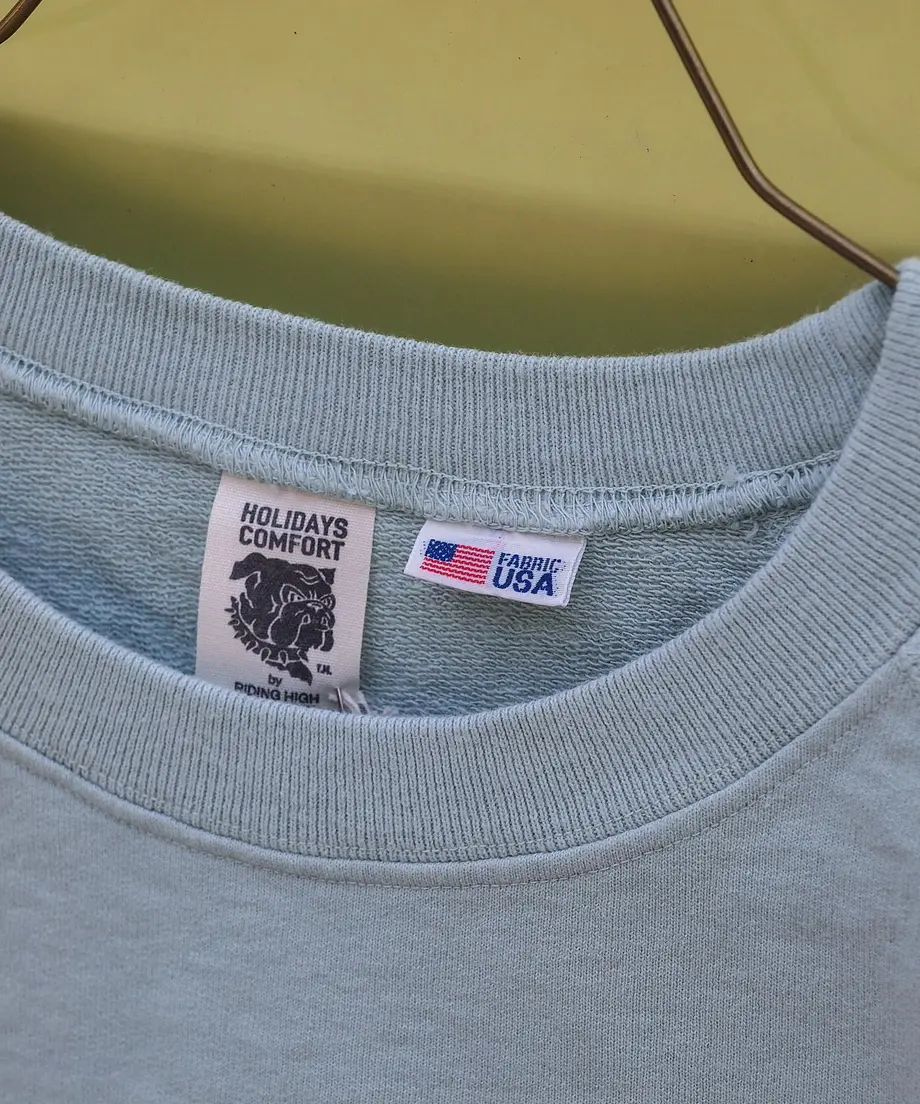 HOLIDAYS
COMFORT
T.M.
by
RIDING HIGH
FABRIC
USA